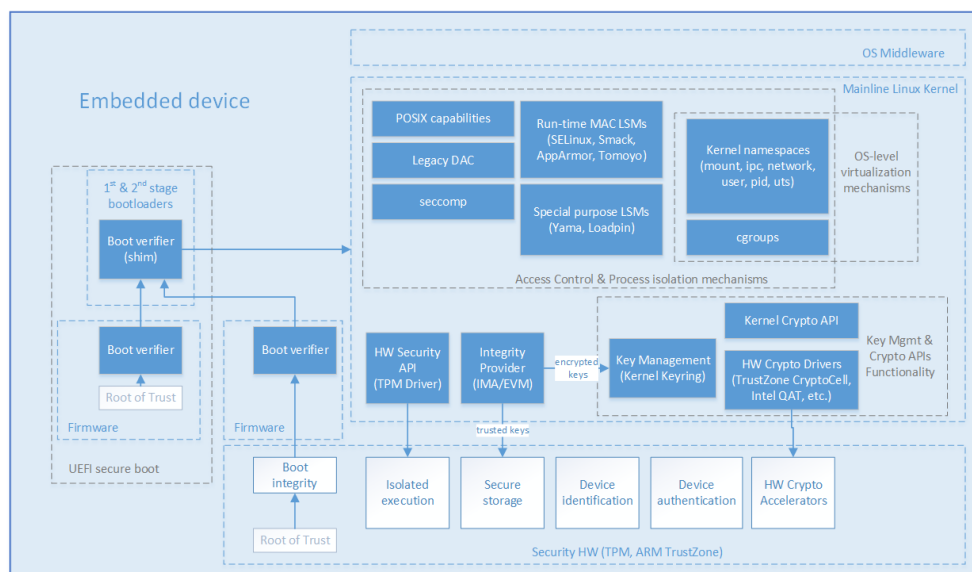 OS Middleware
Embedded device
Mainline Linux Kernel
POSIX capabilities
Legacy DAC
seccomp
Run-time MAC LSMs
(SELinux, Smack,
AppArmor, Tomoyo)
Special purpose LSMs
(Yama, Loadpin)
Kernel namespaces
(mount, ipc, network,
user, pid, uts)
cgroups
OS-level
virtualization
mechanisms
Access Control & Process isolation mechanisms
1st & 2nd stage
bootloaders
Boot verifier
(shim)
Boot verifier
Root of Trust
Firmware
UEFI secure boot
Boot verifier
Firmware
HW Security
API
(TPM Driver)
Integrity
Provider
(IMA/EVM)
encrypted
keys
Key Management
(Kernel Keyring)
Kernel Crypto API
HW Crypto Drivers
(TrustZone CryptoCell,
Intel QAT, etc.)
Key Mgmt &
Crypto APIs
Functionality
trusted keys
Boot
integrity
Root of Trust
Isolated
execution
Secure
storage
Device
identification
Device
authentication
HW Crypto
Accelerators
Security HW (TPM, ARM TrustZone)